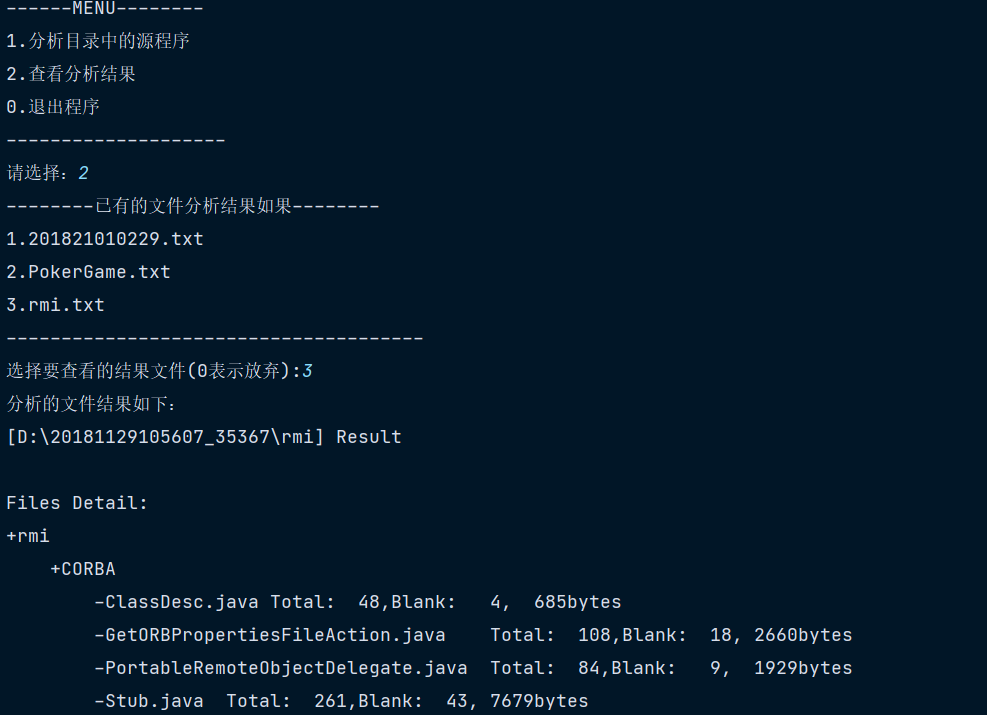 ------MENU--------
1.分析目录中的源程序
2.查看分析结果
0.退出程序
--------------------
请选择：2
--------已有的文件分析结果如果--------
1.201821010229.txt
2.PokerGame.txt
3.rmi.txt
--------------------------------------
选择要查看的结果文件(0表示放弃):3
分析的文件结果如下：
[D:\20181129105607_35367\rmi] Result

Files Detail:
+rmi
    +CORBA
        -ClassDesc.java Total:  48,Blank:   4,  685bytes
        -GetORBPropertiesFileAction.java    Total:  108,Blank:  18, 2660bytes
        -PortableRemoteObjectDelegate.java  Total:  84,Blank:   9,  1929bytes
        -Stub.java  Total:  261,Blank:  43, 7679bytes